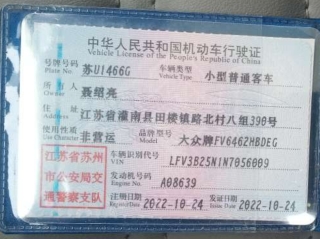 中华人民共和国机动车行驶证
Vehicle License of the People's Republic of China
号牌号码 苏U1466G 车辆类型 小型普通客车
Plate No. Vehicle Type
所有人 聂绍亮
Owner
住址 江苏省灌南县田楼镇路北村八组390号
Address
使用性质 非营运 品牌型号 大众牌FV6462HBDEG
Use Character Model
江苏省苏州
市公安局交
通警察支队
车辆识别代号 LFV3B25N1N7056009
VIN
发动机号码 A08639
Engine No.
注册日期 2022-10-24 发证日期 2022-10-24
Register Date Issue Date